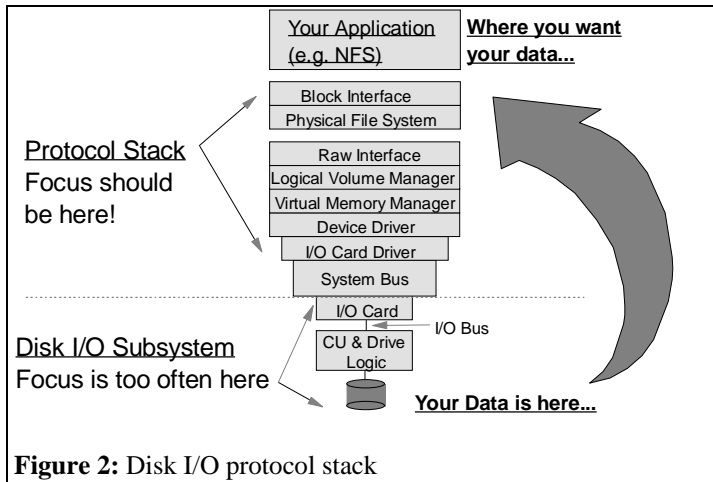 Your Application
(e.g. NFS)
Where you want
your data...
Block Interface
Physical File System
Protocol Stack
Focus should
be here!
Raw Interface
Logical Volume Manager
Virtual Memory Manager
Device Driver
I/O Card Driver
System Bus
I/O Card
I/O Bus
Disk I/O Subsystem
Focus is too often here
CU & Drive
Logic
Your Data is here...
Figure 2: Disk I/O protocol stack